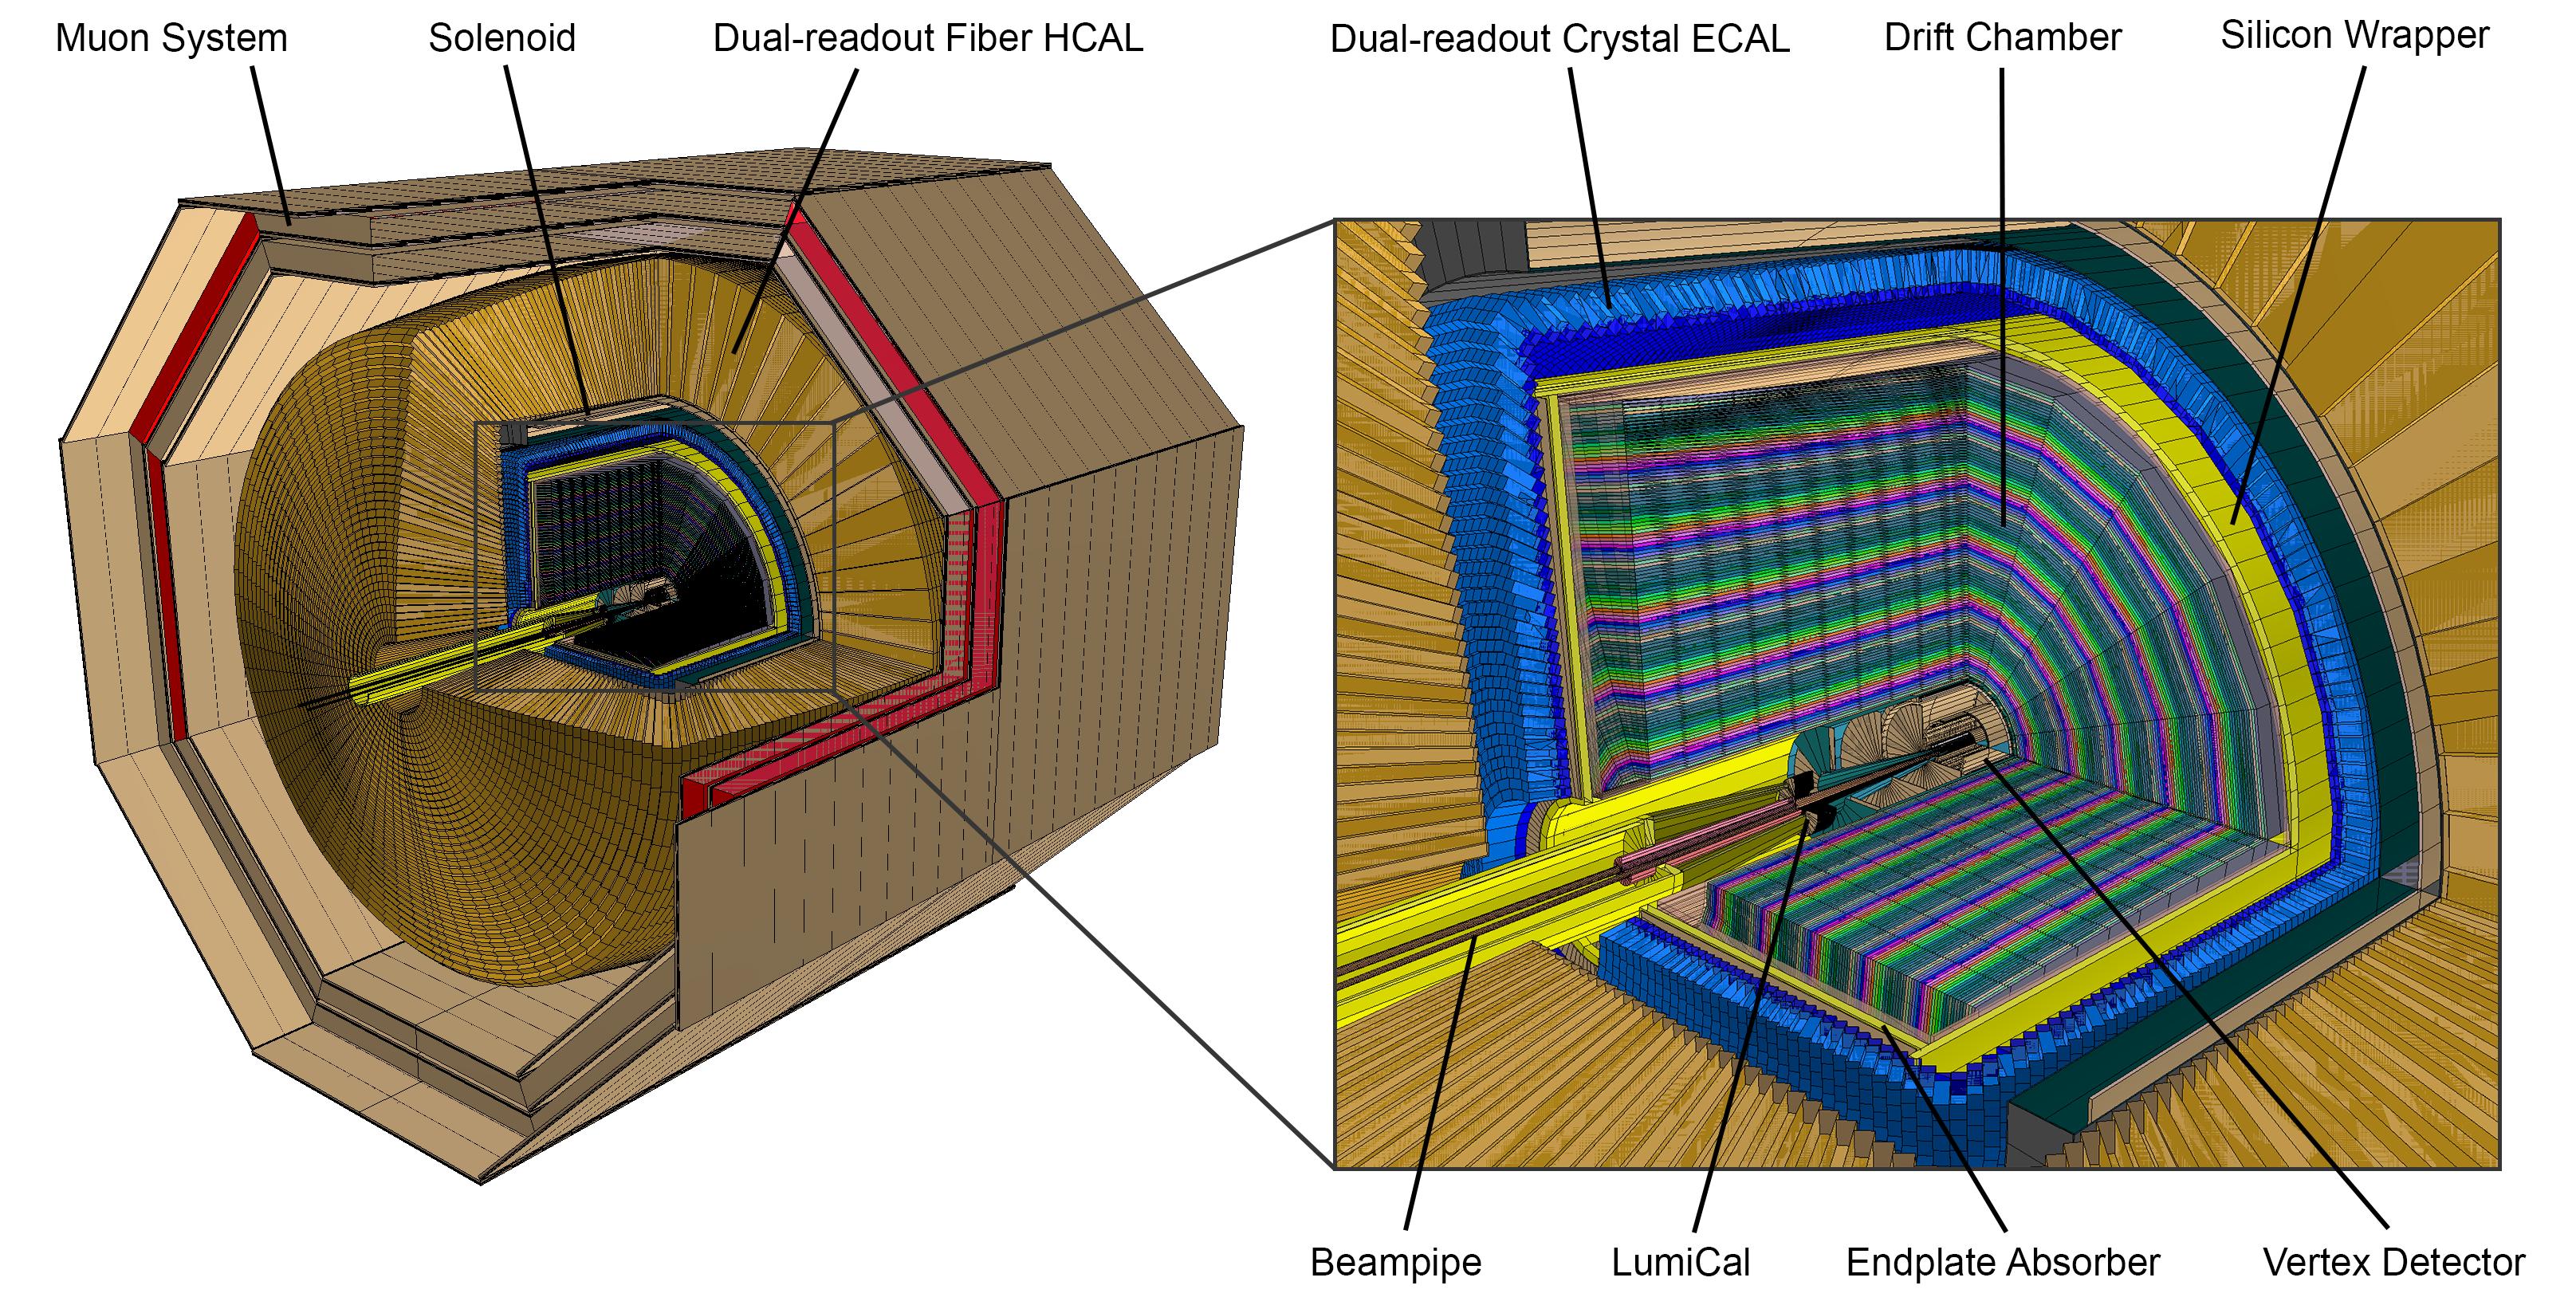 Muon System
Solenoid
Dual-readout Fiber HCAL
Dual-readout Crystal ECAL
Drift Chamber
Silicon Wrapper
Beampipe
LumiCal
Endplate Absorber
Vertex Detector